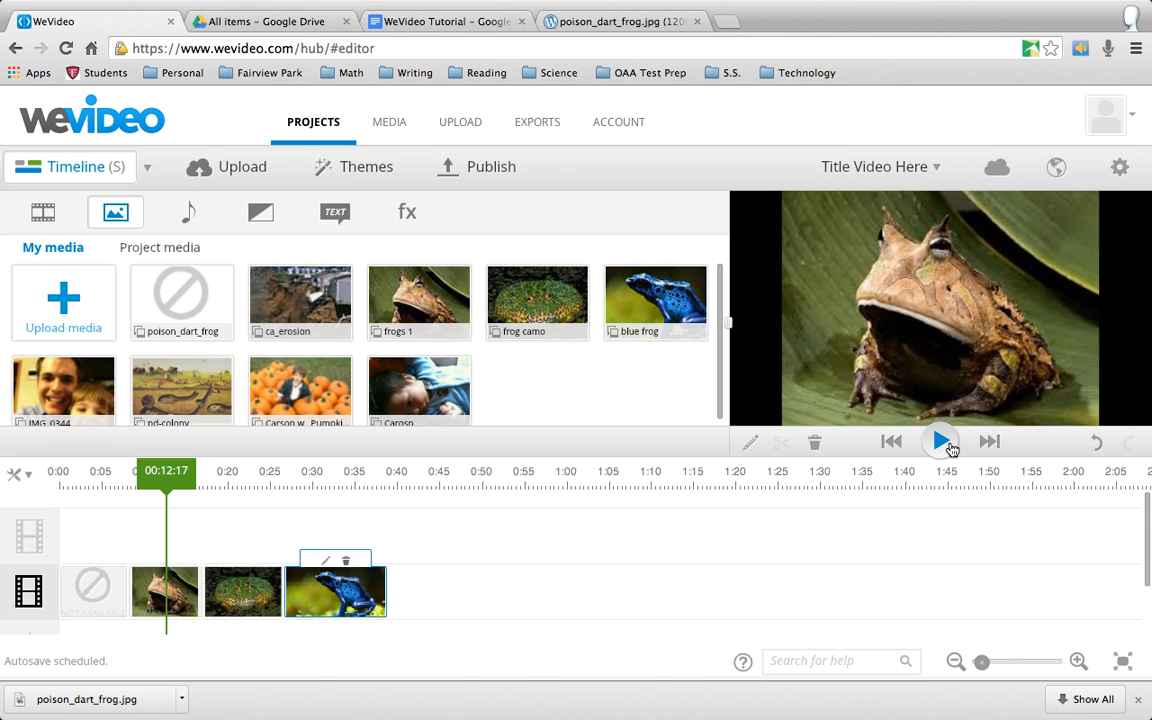 WeVideo
All items - Google Drive
WeVideo Tutorial - Google
poison_dart_frog.jpg (120
https://www.wevideo.com/hub/#editor
Apps Students Personal Fairview Park Math Writing Reading Science OAA Test Prep S.S. Technology
wevideo
PROJECTS MEDIA UPLOAD EXPORTS ACCOUNT
Timeline (S) Upload Themes Publish Title Video Here
TEXT fx
My media Project media
Upload media
poison_dart_frog ca_erosion frogs 1 frog camo blue frog
IMG_0344 pd-colony Carson w. Pumpki Carosn
0:00 0:05 00:12:17 0:20 0:25 0:30 0:35 0:40 0:45 0:50 0:55 1:00 1:05 1:10 1:15 1:20 1:25 1:30 1:35 1:40 1:45 1:50 1:55 2:00 2:05
NOT AVAILABLE
Autosave scheduled.
Search for help
poison_dart_frog.jpg
Show All